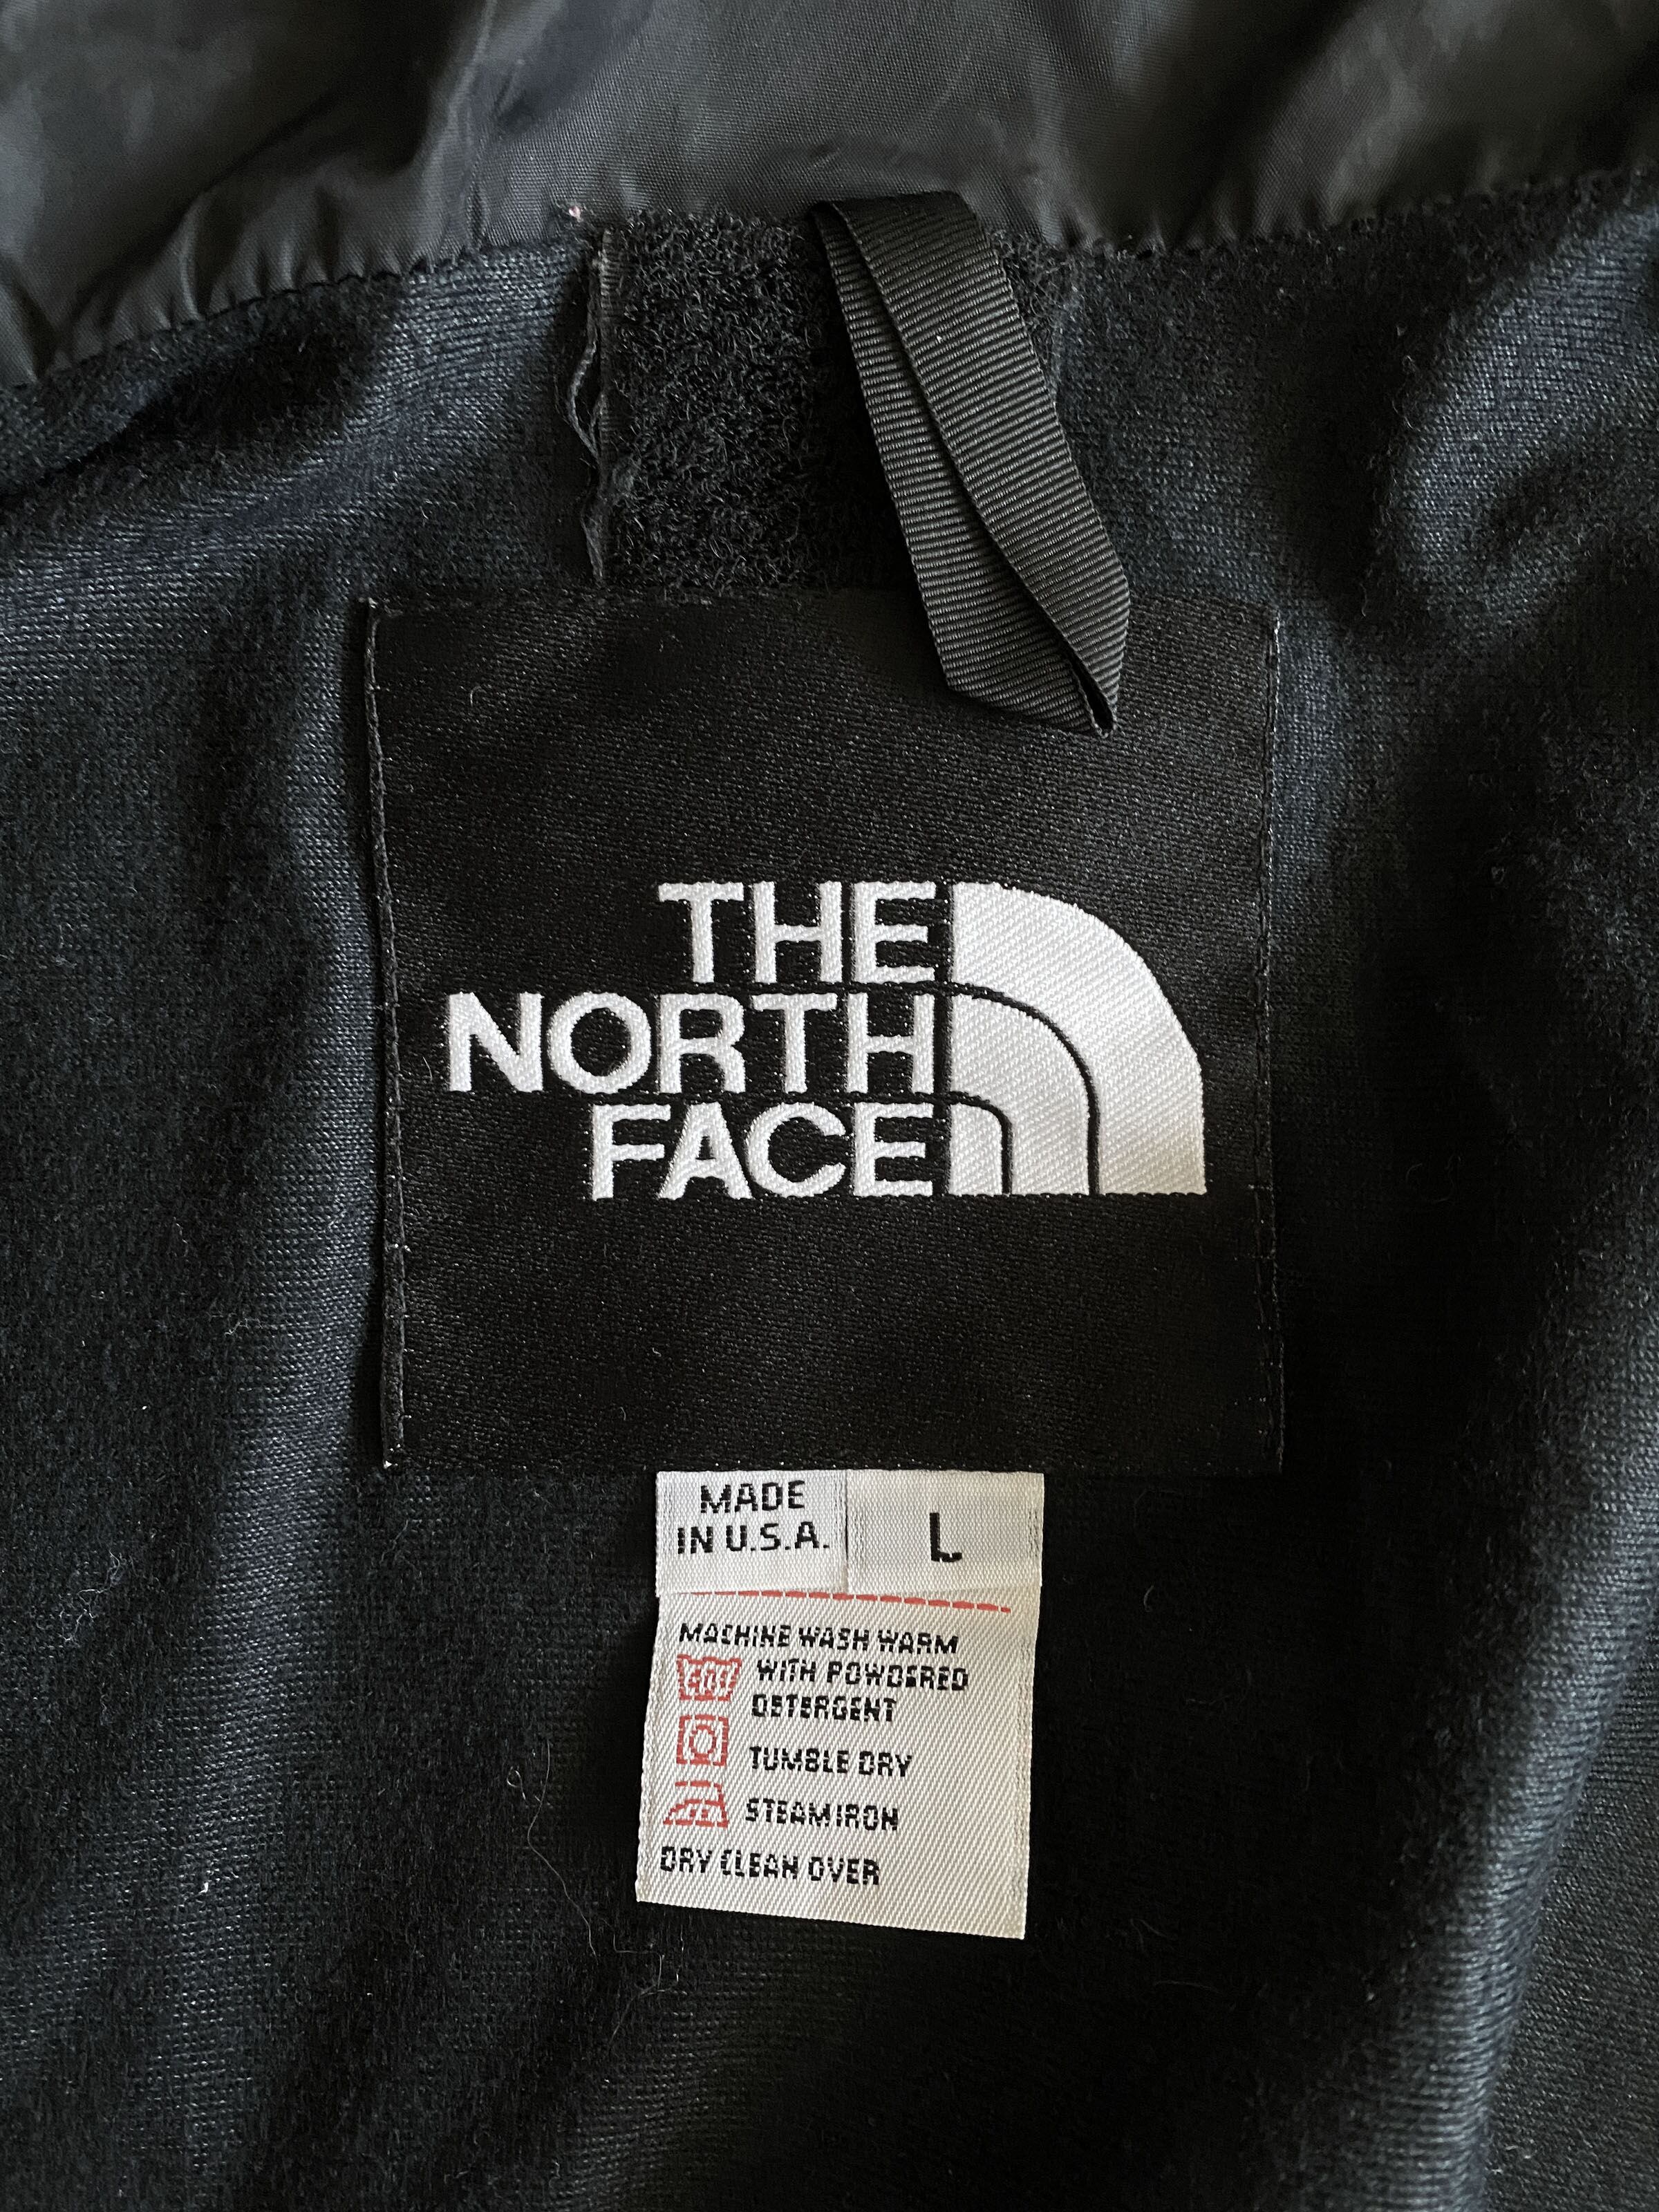 THE
NORTH
FACE
MADE
IN U.S.A.
L
MACHINE WASH WARM
WITH POWDERED
DETERGENT
TUMBLE DRY
STEAM IRON
DRY CLEAN OVER